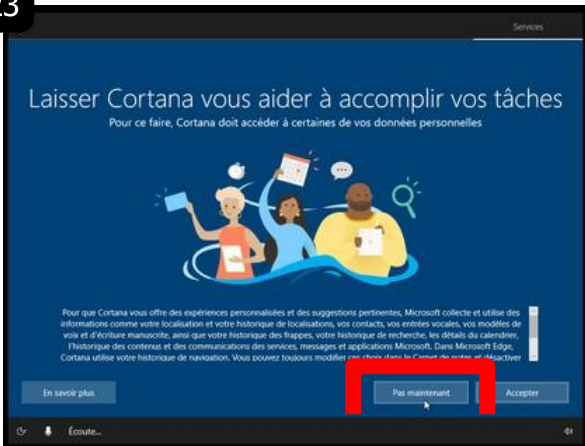 23
Services
Laisser Cortana vous aider à accomplir vos tâches
Pour ce faire, Cortana doit accéder à certaines de vos données personnelles
Pour que Cortana vous offre des expériences personnalisées et des suggestions pertinentes, Microsoft collecte et utilise des
informations comme votre localisation et votre historique de localisations, vos contacts, vos entrées vocales, vos modèles de
voix et d'écriture manuscrite, ainsi que votre historique des frappes, votre historique de recherche, les détails du calendrier,
l'historique des contenus et des communications des services, messages et applications Microsoft. Dans Microsoft Edge,
Cortana utilise votre historique de navigation. Vous pouvez toujours modifier ces choix dans le Carnet de notes et désactiver
En savoir plus
Pas maintenant
Accepter
Écoute...